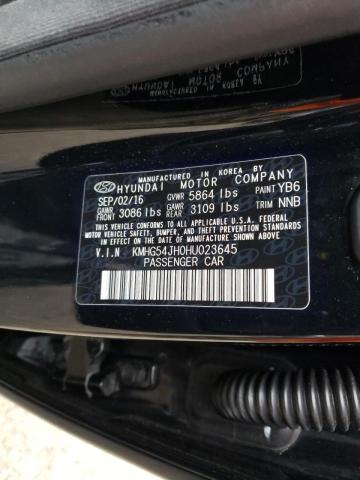 MANUFACTURED IN KOREA BY
HYUNDAI MOTOR COMPANY
SEP/02/16 GVWR 5864 lbs PAINT YB6
GAWR FRONT 3086 lbs GAWR REAR 3109 lbs TRIM NNB
THIS VEHICLE CONFORMS TO ALL APPLICABLE U.S.A. FEDERAL
MOTOR VEHICLE SAFETY, BUMPER,
AND THEFT PREVENTION STANDARDS IN EFFECT
ON THE DATE OF MANUFACTURE SHOWN ABOVE.
V.I.N KMHG54JH0HU023645
PASSENGER CAR